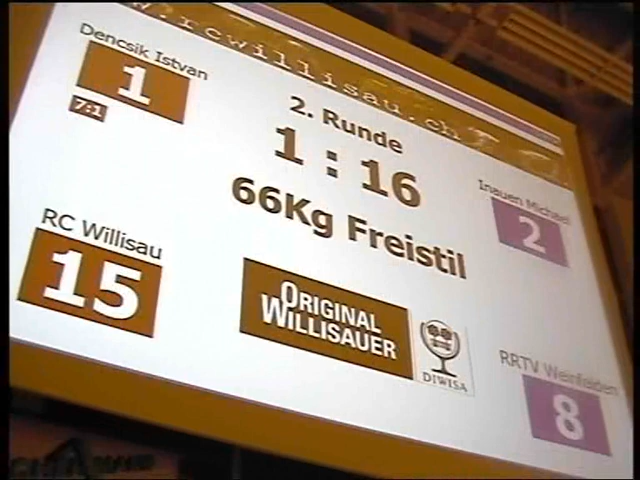 www.rcwillisau.ch
Dencsik Istvan
1
7:1
2. Runde
1 : 16
66Kg Freistil
Inauen Michael
2
RC Willisau
15
ORIGINAL
WILLISAUER
DIWISA
RRTV Weinfelden
8